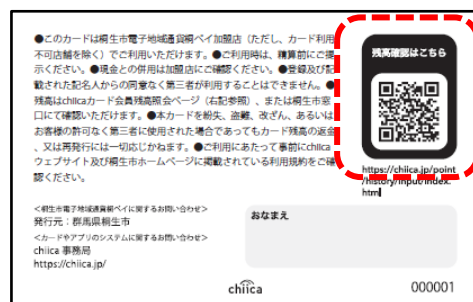 ●このカードは桐生市電子地域通貨桐ペイ加盟店（ただし、カード利用
不可店舗を除く）でご利用いただけます。●ご利用時は、精算前にご提
示ください。●現金との併用は加盟店にご確認ください。●登録及び記
載された記名人からの同意なく第三者が利用することはできません。●
残高はchiicaカード会員残高照会ページ（右記参照）、または桐生市窓
口にて確認いただけます。●本カードを紛失、盗難、改ざん、あるいは
お客様の許可なく第三者に使用された場合であってもカード残高の返金
、又は再発行には一切応じかねます。●ご利用にあたって事前にchiica
ウェブサイト及び桐生市ホームページに掲載されている利用規約をご確
認ください。
<桐生市電子地域通貨桐ペイに関するお問い合わせ>
発行元：群馬県桐生市
<カードやアプリのシステムに関するお問い合わせ>
chiica 事務局
https://chiica.jp/
残高確認はこちら
https://chiica.jp/point
/history/input/index.
html
おなまえ
chiica
000001